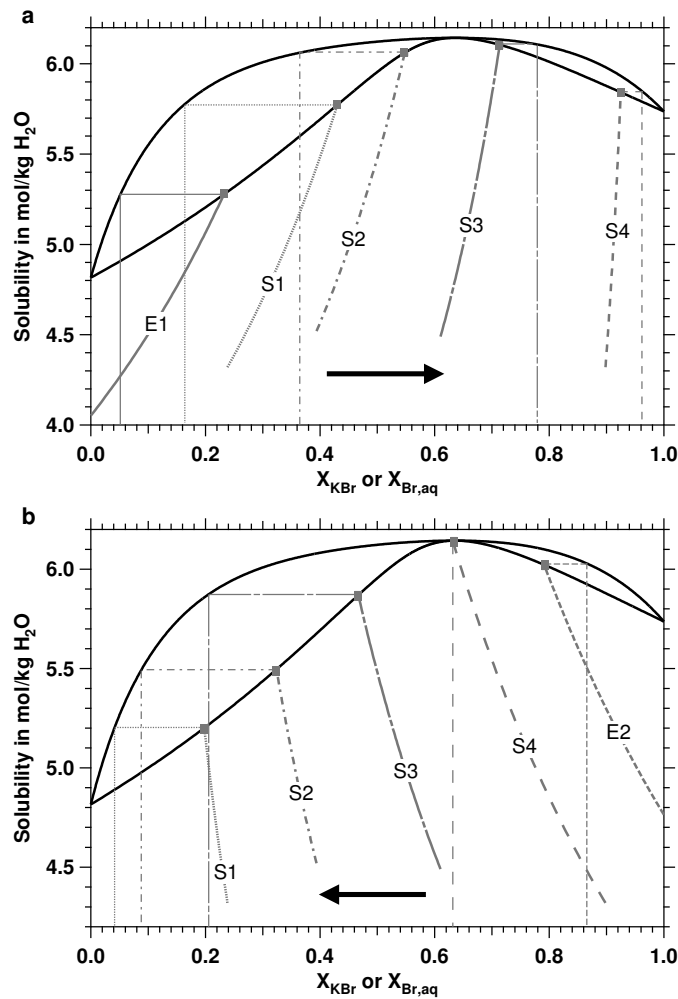 a
Solubility in mol/kg H2O
6.0
5.5
5.0
4.5
4.0
E1
S1
S2
S3
S4
0.0 0.2 0.4 0.6 0.8 1.0
XKBr or XBr,aq
b
Solubility in mol/kg H2O
6.0
5.5
5.0
4.5
S1
S2
S3
S4
E2
0.0 0.2 0.4 0.6 0.8 1.0
XKBr or XBr,aq